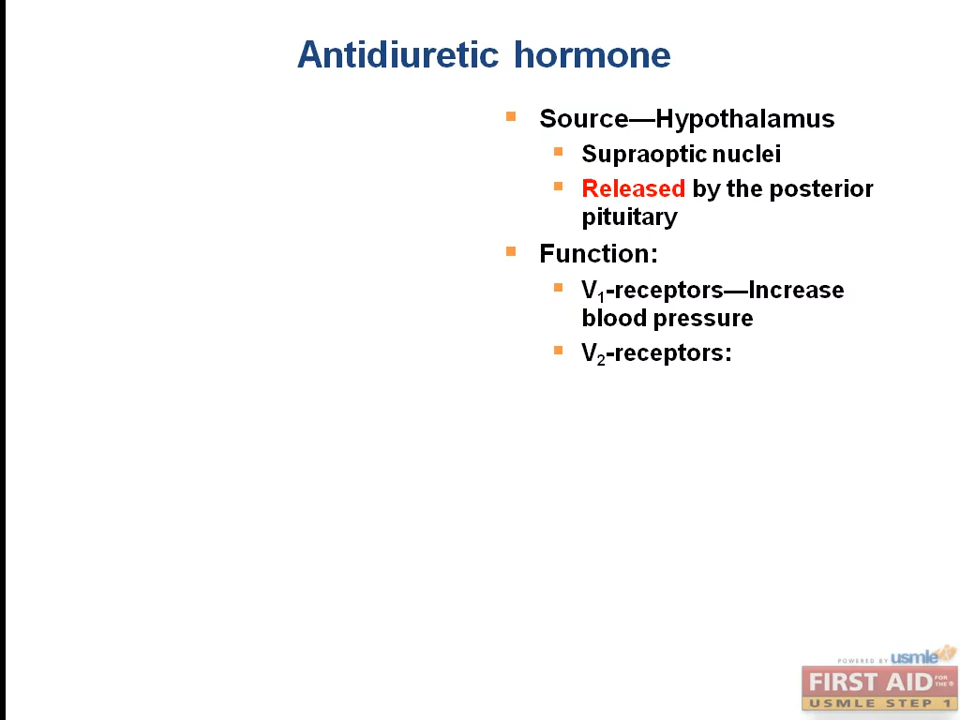 Antidiuretic hormone
Source—Hypothalamus
Supraoptic nuclei
Released by the posterior
pituitary
Function:
V₁-receptors—Increase
blood pressure
V₂-receptors:
POWERED BY usmlerx
FIRST AID FOR THE®
USMLE STEP 1